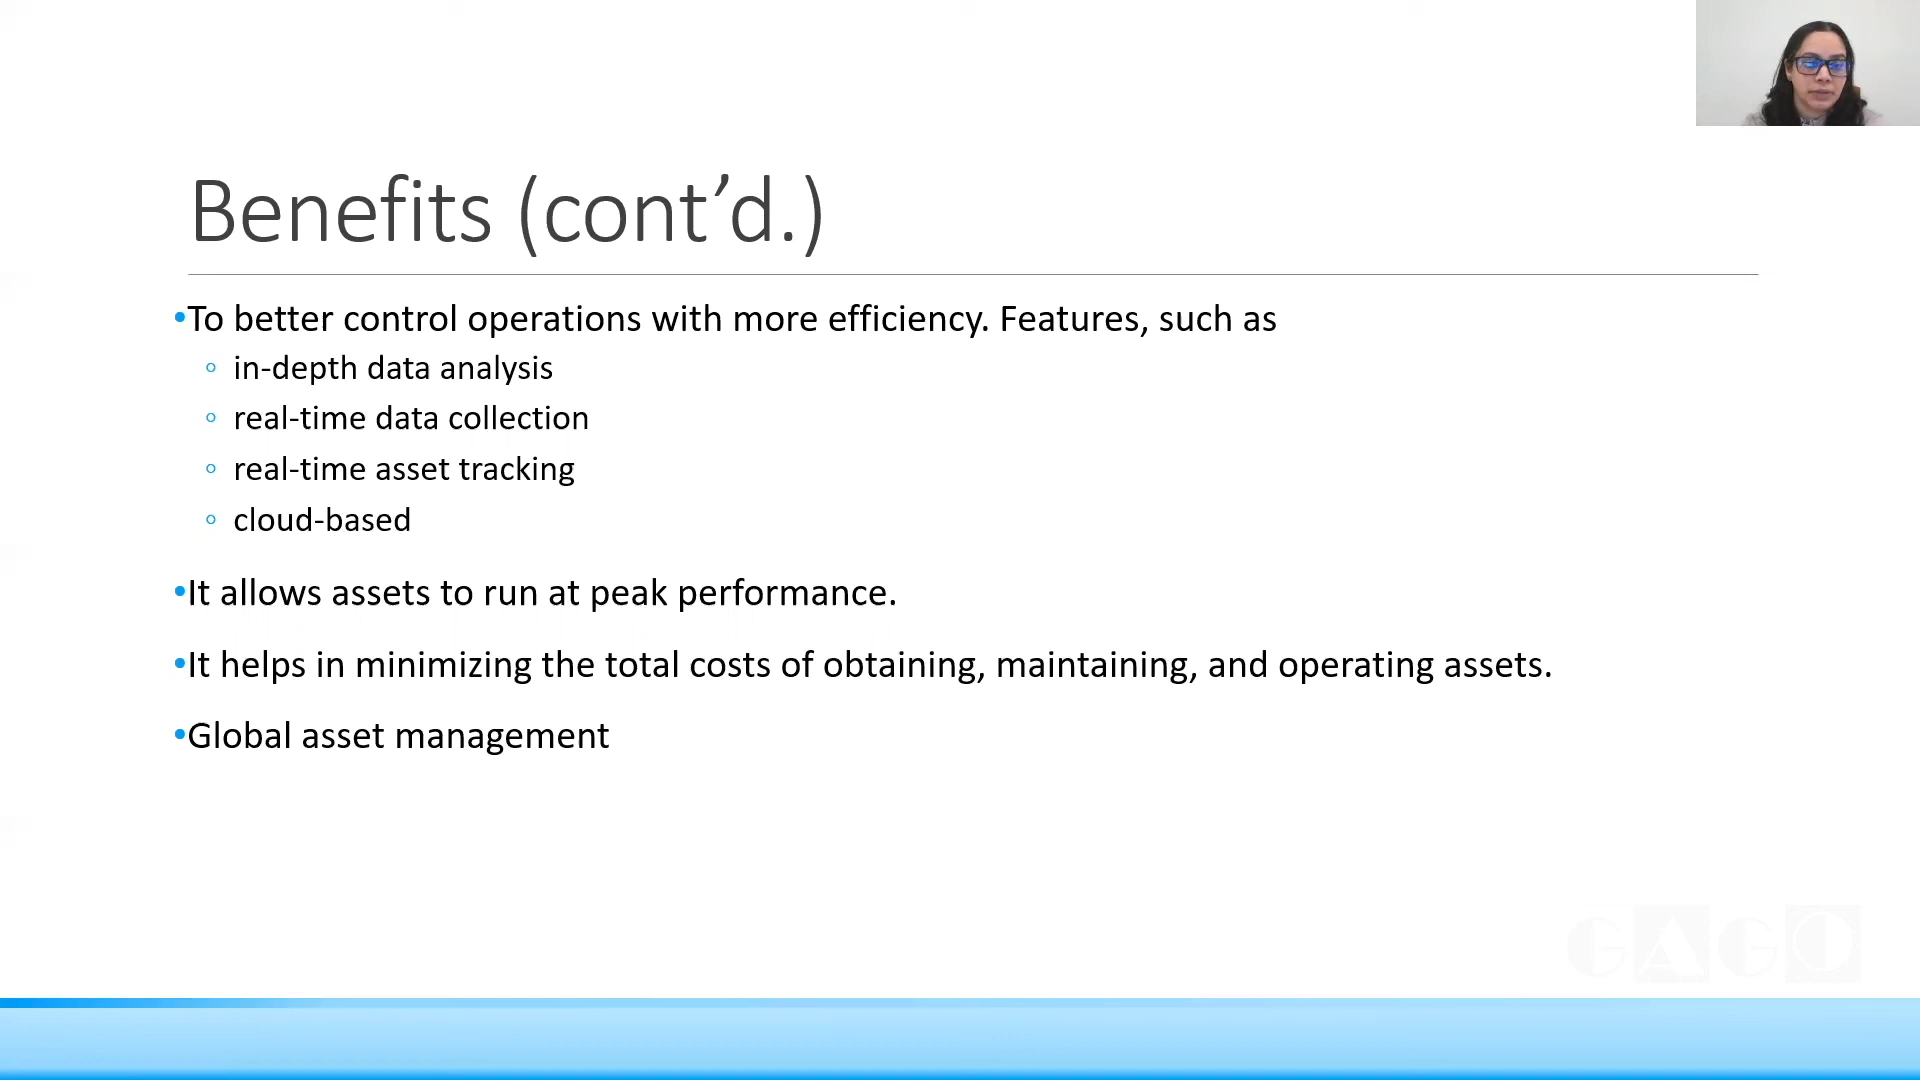 Benefits (cont’d.)
•To better control operations with more efficiency. Features, such as
◦ in-depth data analysis
◦ real-time data collection
◦ real-time asset tracking
◦ cloud-based
•It allows assets to run at peak performance.
•It helps in minimizing the total costs of obtaining, maintaining, and operating assets.
•Global asset management
GAGO